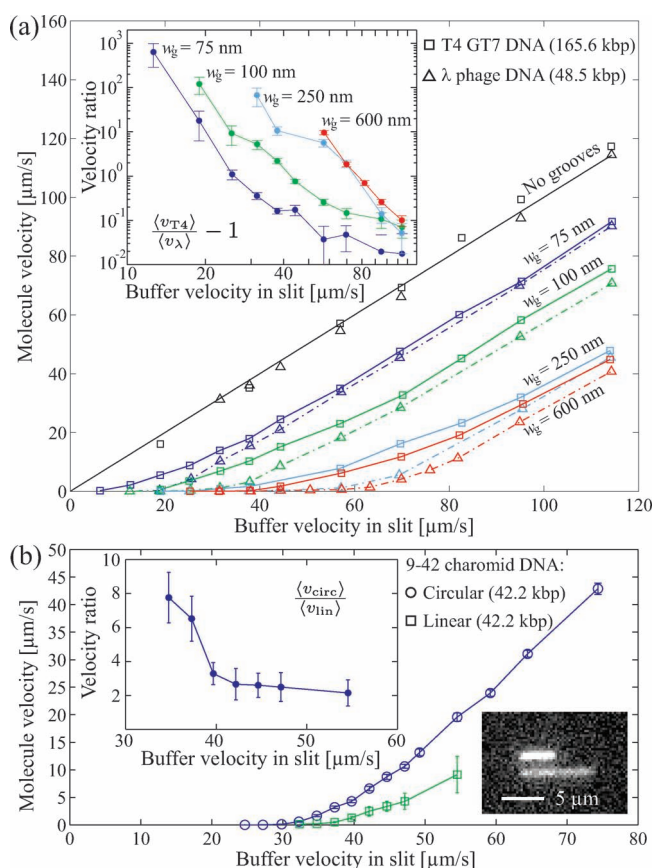 (a)
160
140
120
100
80
60
40
20
0
Molecule velocity [μm/s]
10³
10²
10¹
10⁰
10⁻¹
10⁻²
Velocity ratio
w_g = 75 nm
w_g = 100 nm
w_g = 250 nm
w_g = 600 nm
⟨v_T4⟩/⟨v_λ⟩ − 1
10 20 40 80
Buffer velocity in slit [μm/s]
T4 GT7 DNA (165.6 kbp)
λ phage DNA (48.5 kbp)
No grooves
w_g = 75 nm
w_g = 100 nm
w_g = 250 nm
w_g = 600 nm
0 20 40 60 80 100 120
Buffer velocity in slit [μm/s]
(b)
50
45
40
35
30
25
20
15
10
5
0
Molecule velocity [μm/s]
10
8
6
4
2
Velocity ratio
⟨v_circ⟩/⟨v_lin⟩
30 40 50 60
Buffer velocity in slit [μm/s]
9-42 charomid DNA:
Circular (42.2 kbp)
Linear (42.2 kbp)
5 μm
0 10 20 30 40 50 60 70 80
Buffer velocity in slit [μm/s]